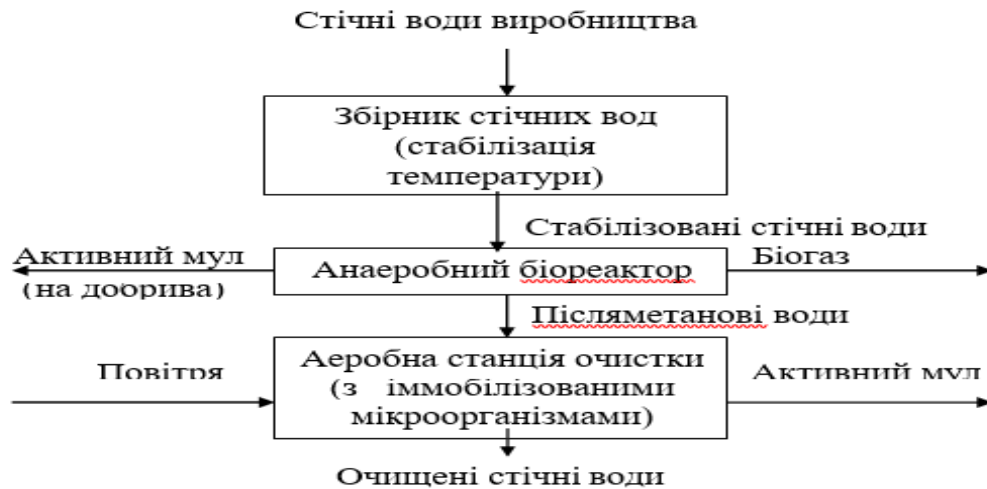 Стічні води виробництва
Збірник стічних вод
(стабілізація
температури)
Стабілізовані стічні води
Активний мул
(на добрива)
Анаеробний біореактор
Біогаз
Післяметанові води
Повітря
Аеробна станція очистки
(з іммобілізованими
мікроорганізмами)
Активний мул
Очищені стічні води